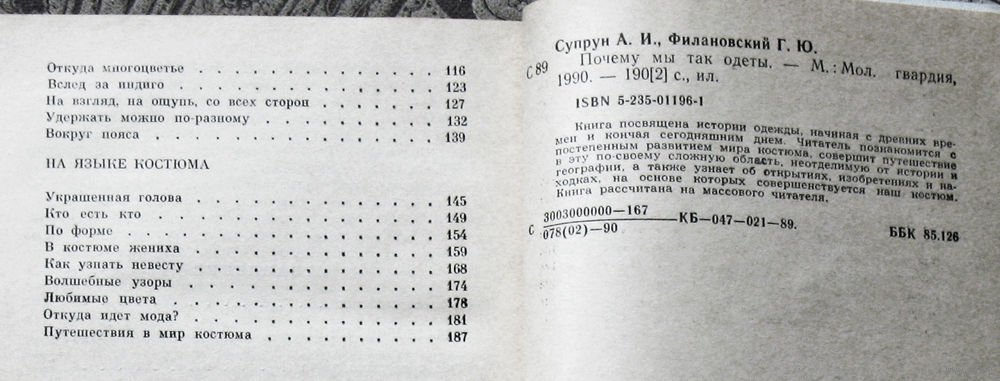 Откуда многоцветье . . . . . . . . . . . . . . 116
Вслед за индиго . . . . . . . . . . . . . . . 123
На взгляд, на ощупь, со всех сторон . . . . . . . 127
Удержать можно по-разному . . . . . . . . . . 132
Вокруг пояса . . . . . . . . . . . . . . . . 139
НА ЯЗЫКЕ КОСТЮМА
Украшенная голова . . . . . . . . . . . . . . 145
Кто есть кто . . . . . . . . . . . . . . . . 149
По форме . . . . . . . . . . . . . . . . . 154
В костюме жениха . . . . . . . . . . . . . . 159
Как узнать невесту . . . . . . . . . . . . . . 168
Волшебные узоры . . . . . . . . . . . . . . 174
Любимые цвета . . . . . . . . . . . . . . . 178
Откуда идет мода? . . . . . . . . . . . . . . 181
Путешествия в мир костюма . . . . . . . . . . 187
Супрун А. И., Филановский Г. Ю.
С 89 Почему мы так одеты. — М.: Мол. гвардия,
1990. — 190[2] с., ил.
ISBN 5-235-01196-1
Книга посвящена истории одежды, начиная с древних вре-
мен и кончая сегодняшним днем. Читатель познакомится с
постепенным развитием мира костюма, совершит путешествие
в эту по-своему сложную область, неотделимую от истории и
географии, а также узнает об открытиях, изобретениях и на-
ходках, на основе которых совершенствуется наш костюм.
Книга рассчитана на массового читателя.
С 3003000000—167
078(02)—90 КБ—047—021—89.
ББК 85.126